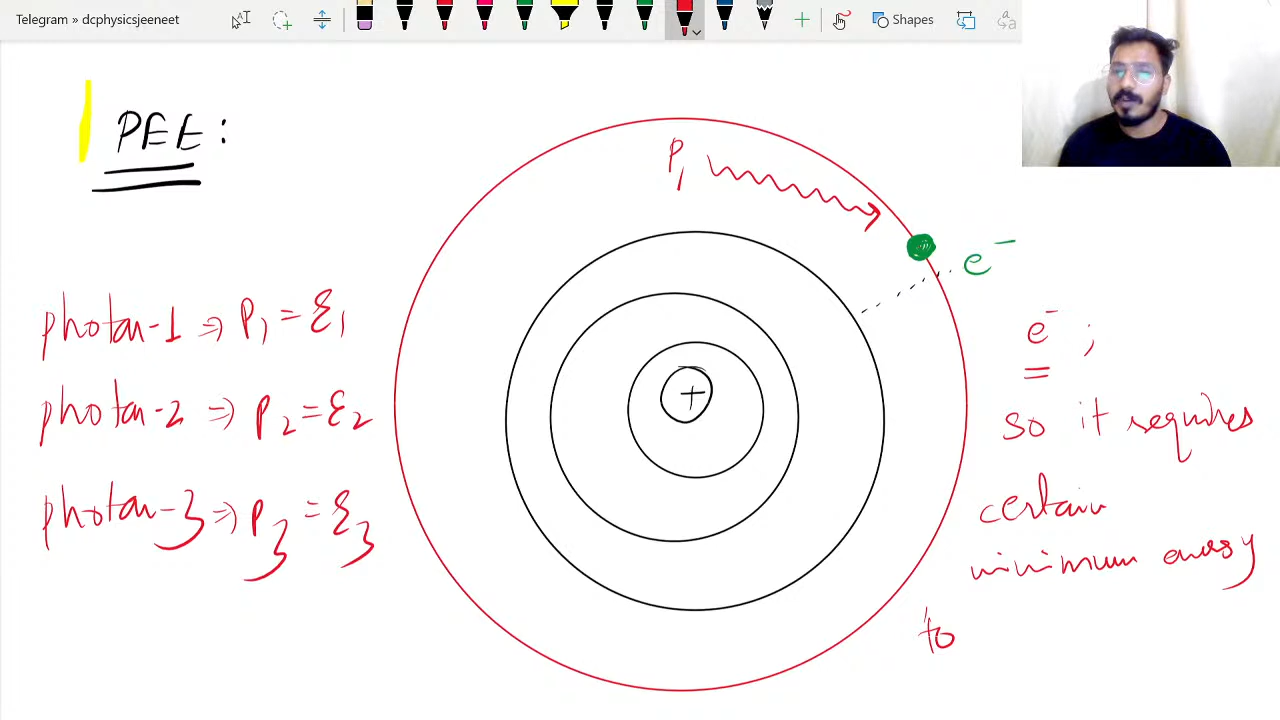 Telegram » dcphysicsjeeneet
Shapes
PEE :
P1
e-
photon-1 ⇒ P1 = ε1
photon-2 ⇒ P2 = ε2
photon-3 ⇒ P3 = ε3
+
e- ;
so it requires
certain
minimum energy
to